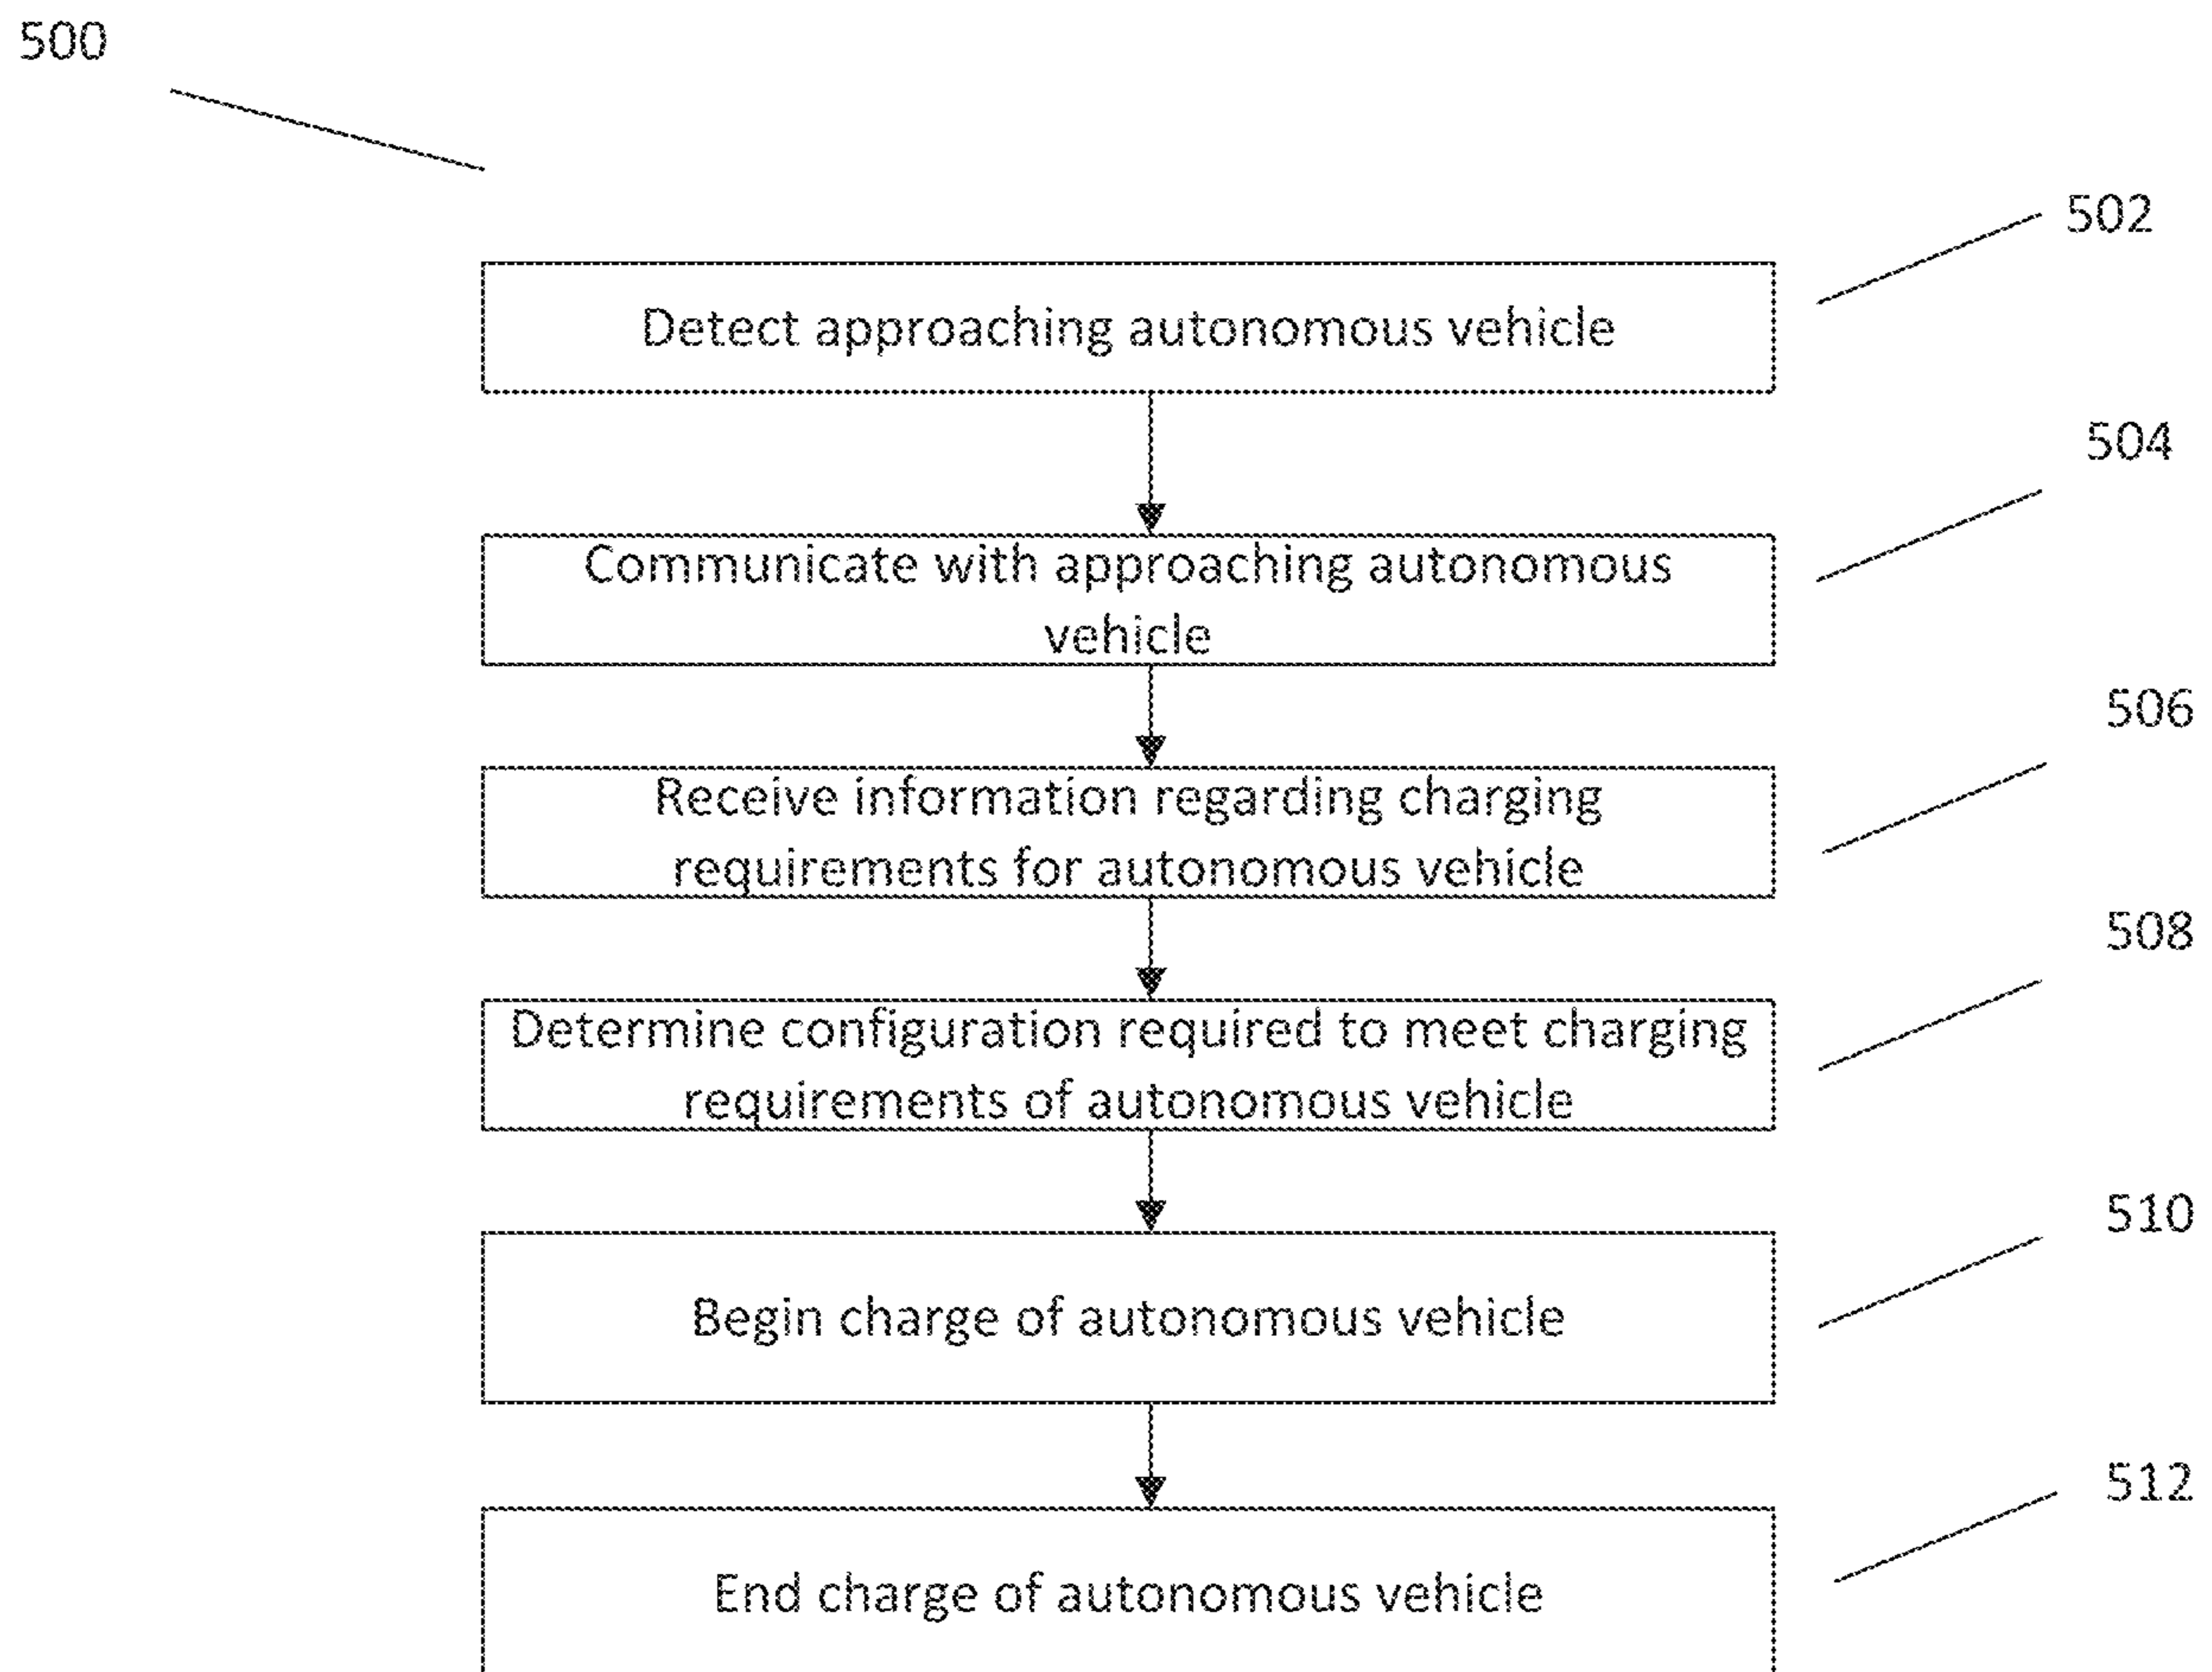 500
502
Detect approaching autonomous vehicle
504
Communicate with approaching autonomous
vehicle
506
Receive information regarding charging
requirements for autonomous vehicle
508
Determine configuration required to meet charging
requirements of autonomous vehicle
510
Begin charge of autonomous vehicle
512
End charge of autonomous vehicle